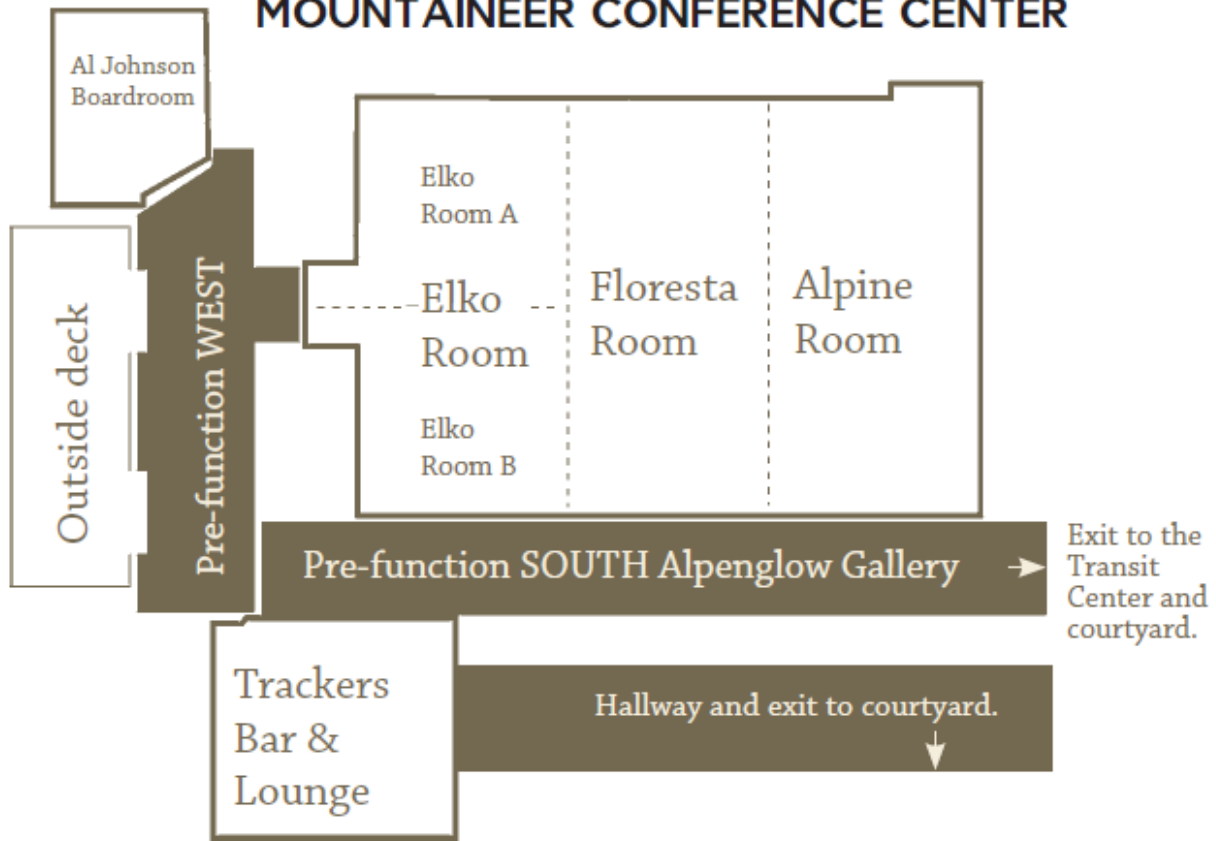 MOUNTAINEER CONFERENCE CENTER
Al Johnson
Boardroom
Elko
Room A
Elko
Room
Elko
Room B
Floresta
Room
Alpine
Room
Outside deck
Pre-function WEST
Pre-function SOUTH Alpenglow Gallery
Exit to the
Transit
Center and
courtyard.
Trackers
Bar &
Lounge
Hallway and exit to courtyard.